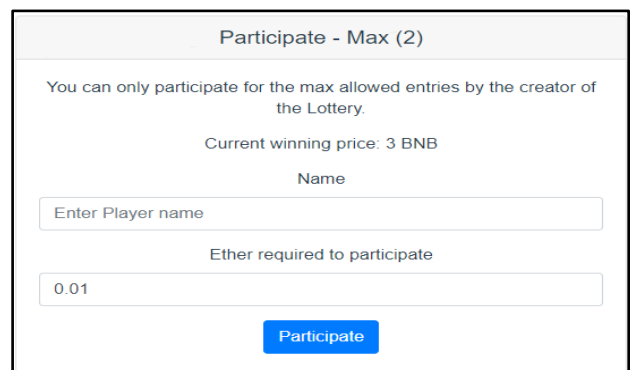 Participate - Max (2)
You can only participate for the max allowed entries by the creator of
the Lottery.
Current winning price: 3 BNB
Name
Enter Player name
Ether required to participate
0.01
Participate